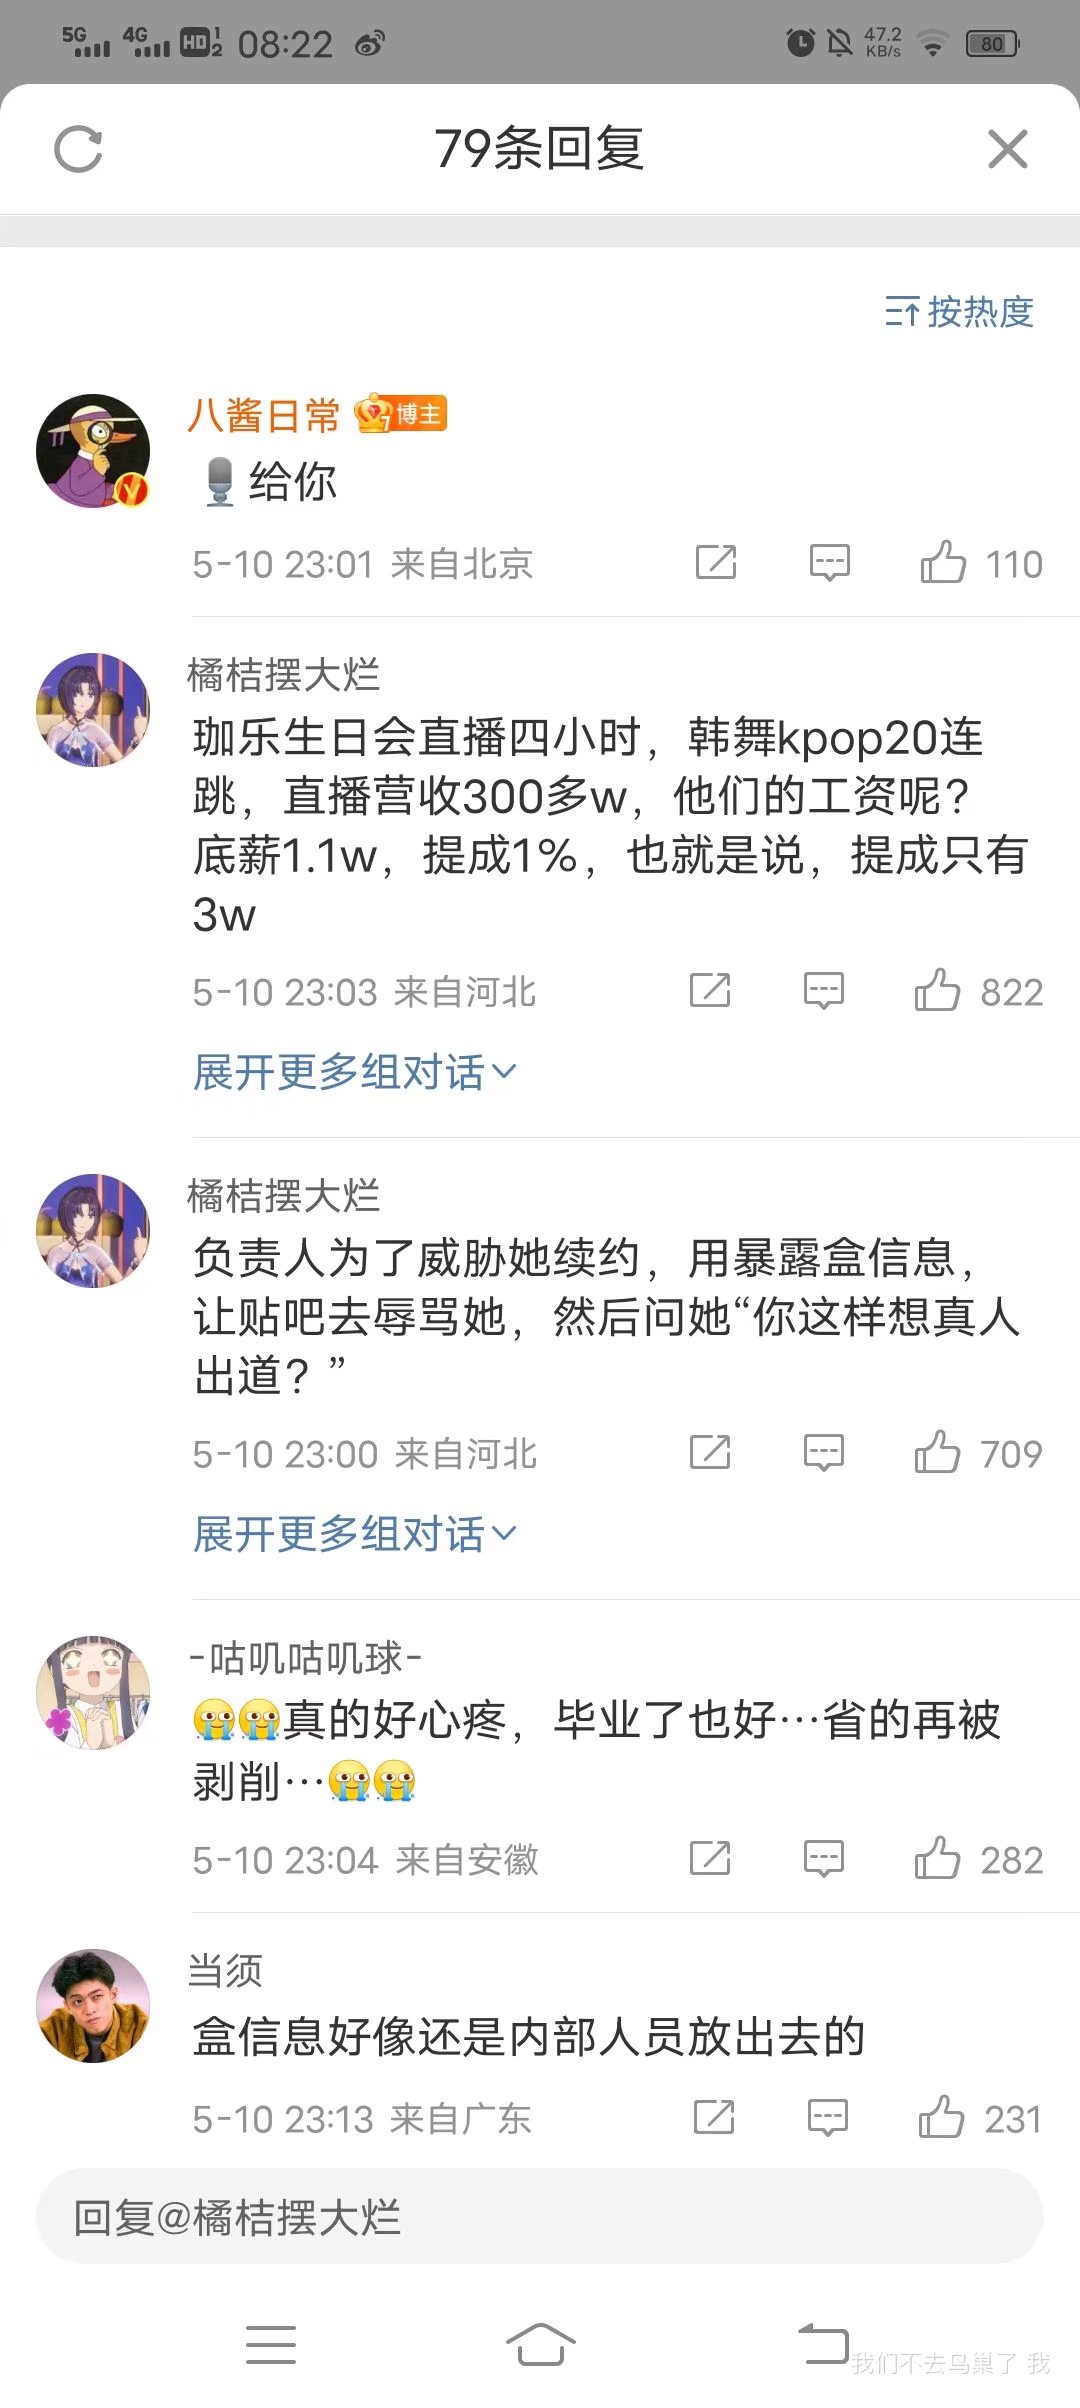 5G 4G HD 1 2 08:22 47.2 KB/s 80
79条回复
按热度
八酱日常 7 博主
给你
5-10 23:01 来自北京 110
橘桔摆大烂
珈乐生日会直播四小时，韩舞kpop20连
跳，直播营收300多w，他们的工资呢？
底薪1.1w，提成1%，也就是说，提成只有
3w
5-10 23:03 来自河北 822
展开更多组对话
橘桔摆大烂
负责人为了威胁她续约，用暴露盒信息，
让贴吧去辱骂她，然后问她“你这样想真人
出道？”
5-10 23:00 来自河北 709
展开更多组对话
-咕叽咕叽球-
😭😭真的好心疼，毕业了也好…省的再被
剥削…😭😭
5-10 23:04 来自安徽 282
当须
盒信息好像还是内部人员放出去的
5-10 23:13 来自广东 231
回复@橘桔摆大烂
我们不去鸟巢了 我